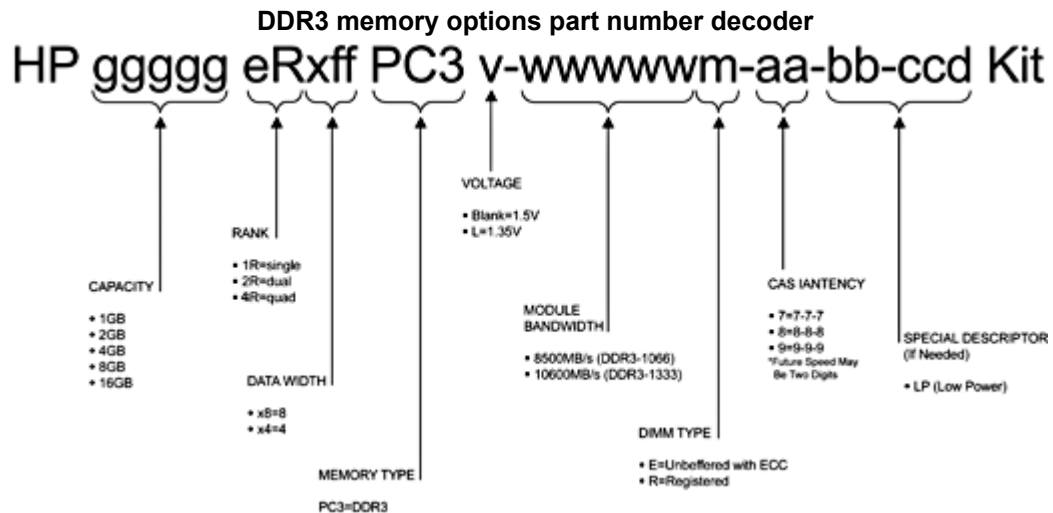 DDR3 memory options part number decoder
HP ggggg eRxff PC3 v-wwwwwm-aa-bb-ccd Kit
CAPACITY
• 1GB
• 2GB
• 4GB
• 8GB
• 16GB
RANK
• 1R=single
• 2R=dual
• 4R=quad
DATA WIDTH
• x8=8
• x4=4
MEMORY TYPE
PC3=DDR3
VOLTAGE
• Blank=1.5V
• L=1.35V
MODULE
BANDWIDTH
• 8500MB/s (DDR3-1066)
• 10600MB/s (DDR3-1333)
DIMM TYPE
• E=Unbeffered with ECC
• R=Registered
CAS IANTENCY
• 7=7-7-7
• 8=8-8-8
• 9=9-9-9
*Future Speed May
Be Two Digits
SPECIAL DESCRIPTOR
(If Needed)
• LP (Low Power)